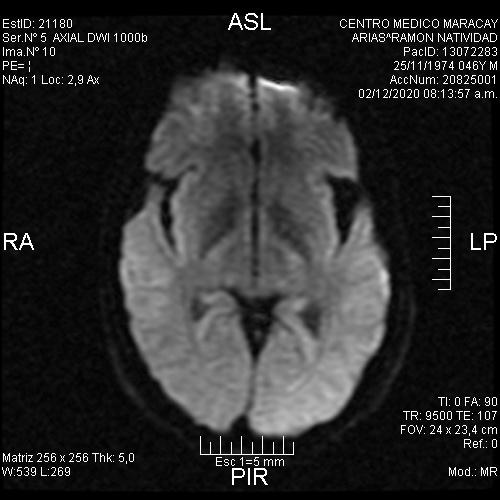 EstID: 21180
Ser.Nº 5 AXIAL DWI 1000b
Ima.Nº 10
PE= ¦
NAq: 1 Loc: 2,9 Ax
ASL
CENTRO MEDICO MARACAY
ARIAS^RAMON NATIVIDAD
PacID: 13072283
25/11/1974 046Y M
AccNum: 20825001
02/12/2020 08:13:57 a.m.
RA
LP
TI: 0 FA: 90
TR: 9500 TE: 107
FOV: 24 x 23,4 cm
Ref.: 0
Matriz 256 x 256 Thk: 5,0
W:539 L:269
Esc 1=5 mm
PIR
Mod.: MR